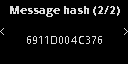 Message hash (2/2)
< 6911D004C376 >